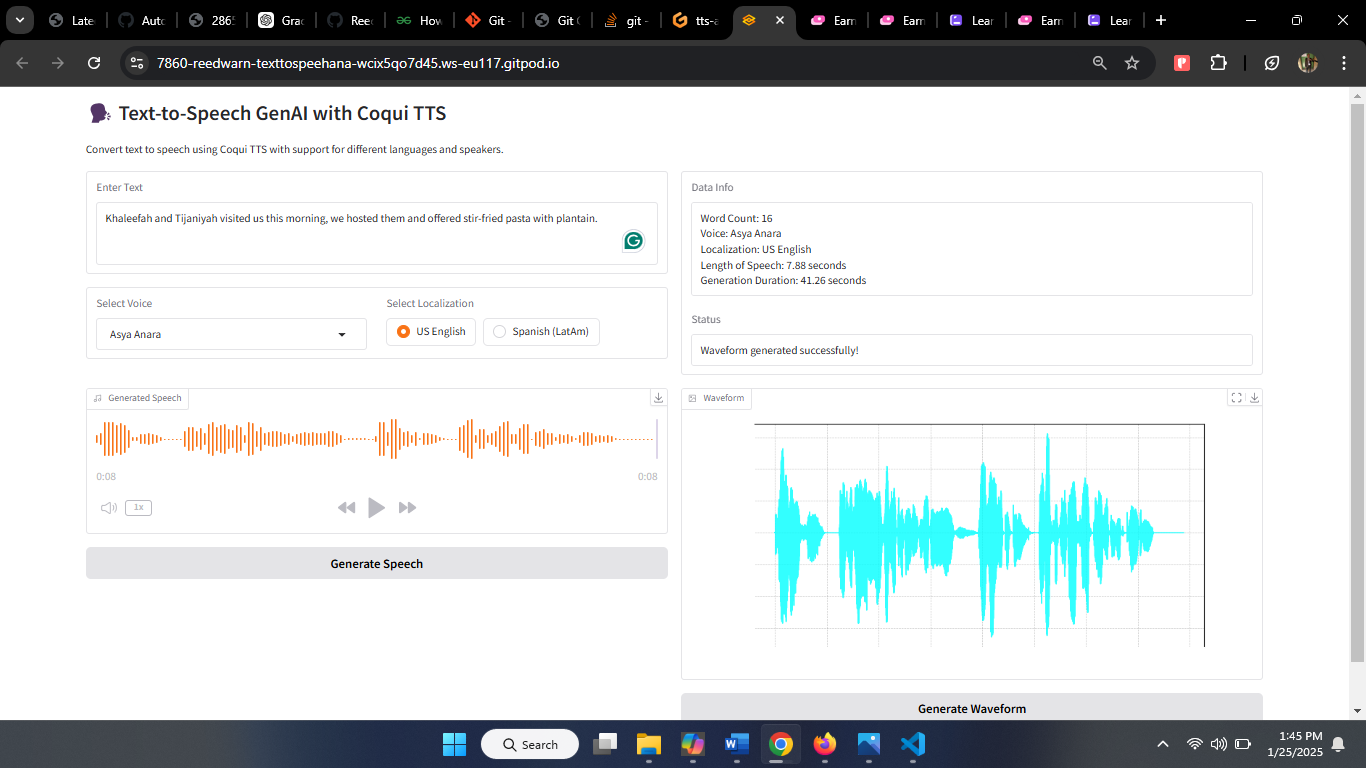 Late
Auto
2865
Grac
Reec
How
Git -
Git C
git -
tts-a
Earn
Earn
Lear
Earn
Lear
7860-reedwarn-texttospeehana-wcix5qo7d45.ws-eu117.gitpod.io
Text-to-Speech GenAI with Coqui TTS
Convert text to speech using Coqui TTS with support for different languages and speakers.
Enter Text
Khaleefah and Tijaniyah visited us this morning, we hosted them and offered stir-fried pasta with plantain.
Data Info
Word Count: 16
Voice: Asya Anara
Localization: US English
Length of Speech: 7.88 seconds
Generation Duration: 41.26 seconds
Select Voice
Asya Anara
Select Localization
US English
Spanish (LatAm)
Status
Waveform generated successfully!
Generated Speech
0:08
0:08
1x
Generate Speech
Waveform
Generate Waveform
Search
1:45 PM
1/25/2025